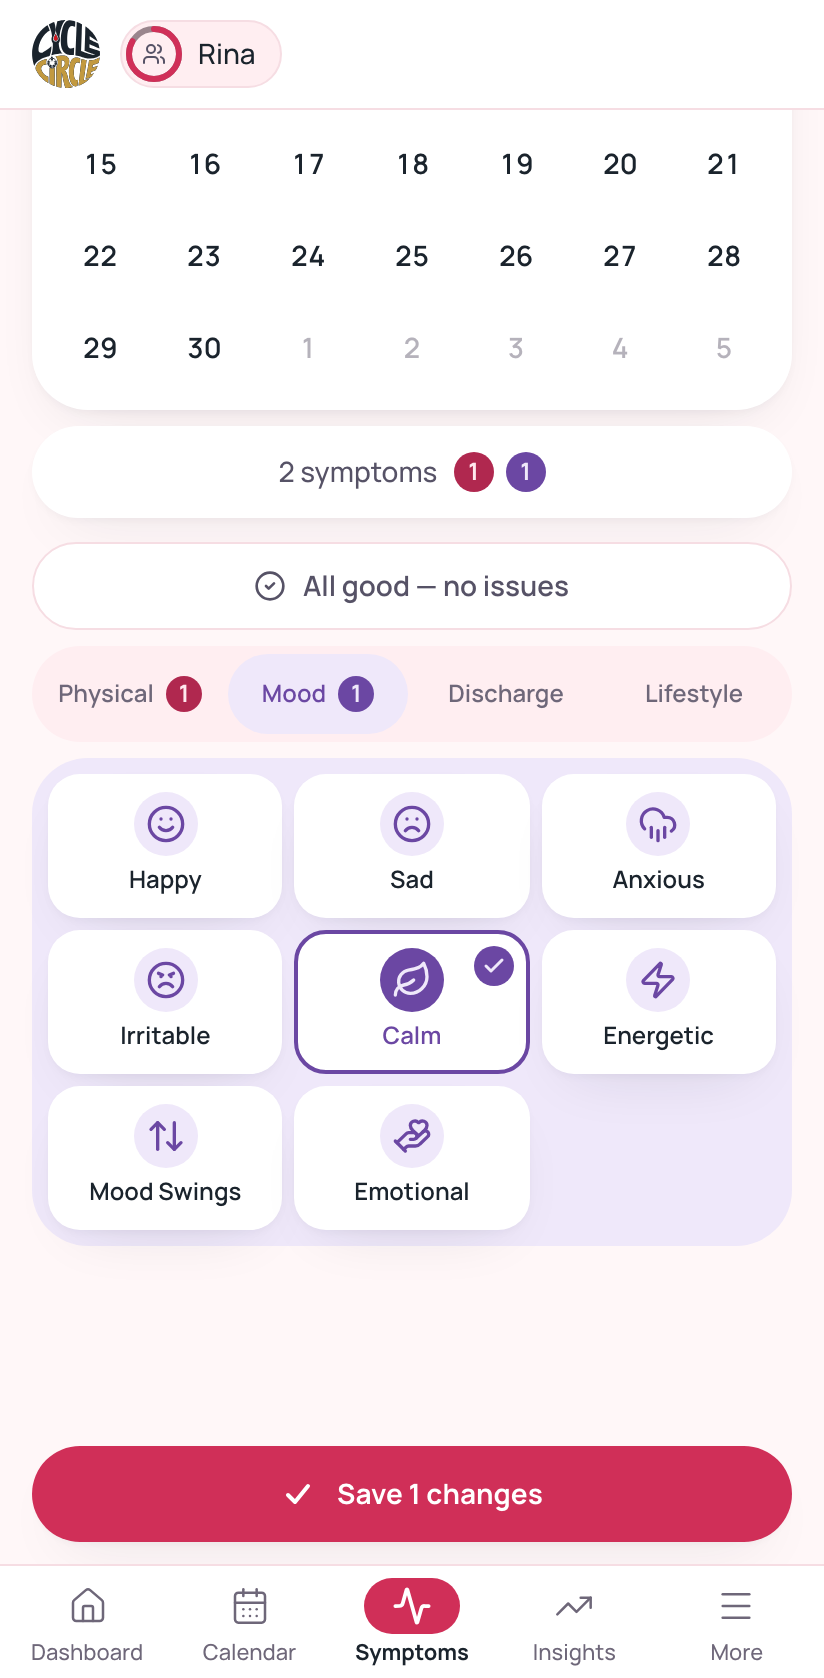 CYCLE
CIRCLE
Rina
15 16 17 18 19 20 21
22 23 24 25 26 27 28
29 30 1 2 3 4 5
2 symptoms 1 1
All good — no issues
Physical 1 Mood 1 Discharge Lifestyle
Happy Sad Anxious
Irritable Calm Energetic
Mood Swings Emotional
Save 1 changes
Dashboard Calendar Symptoms Insights More